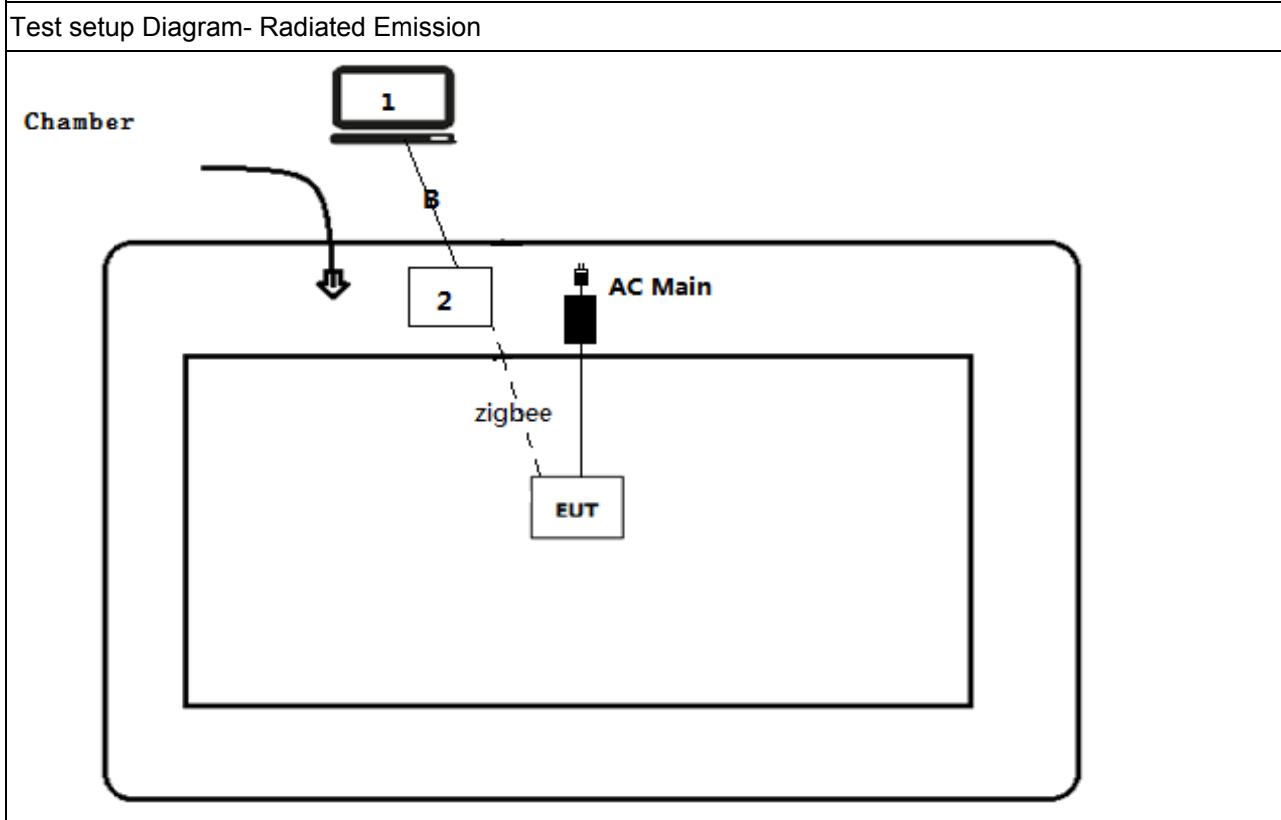 Test setup Diagram- Radiated Emission
1
Chamber
B
2
AC Main
zigbee
EUT